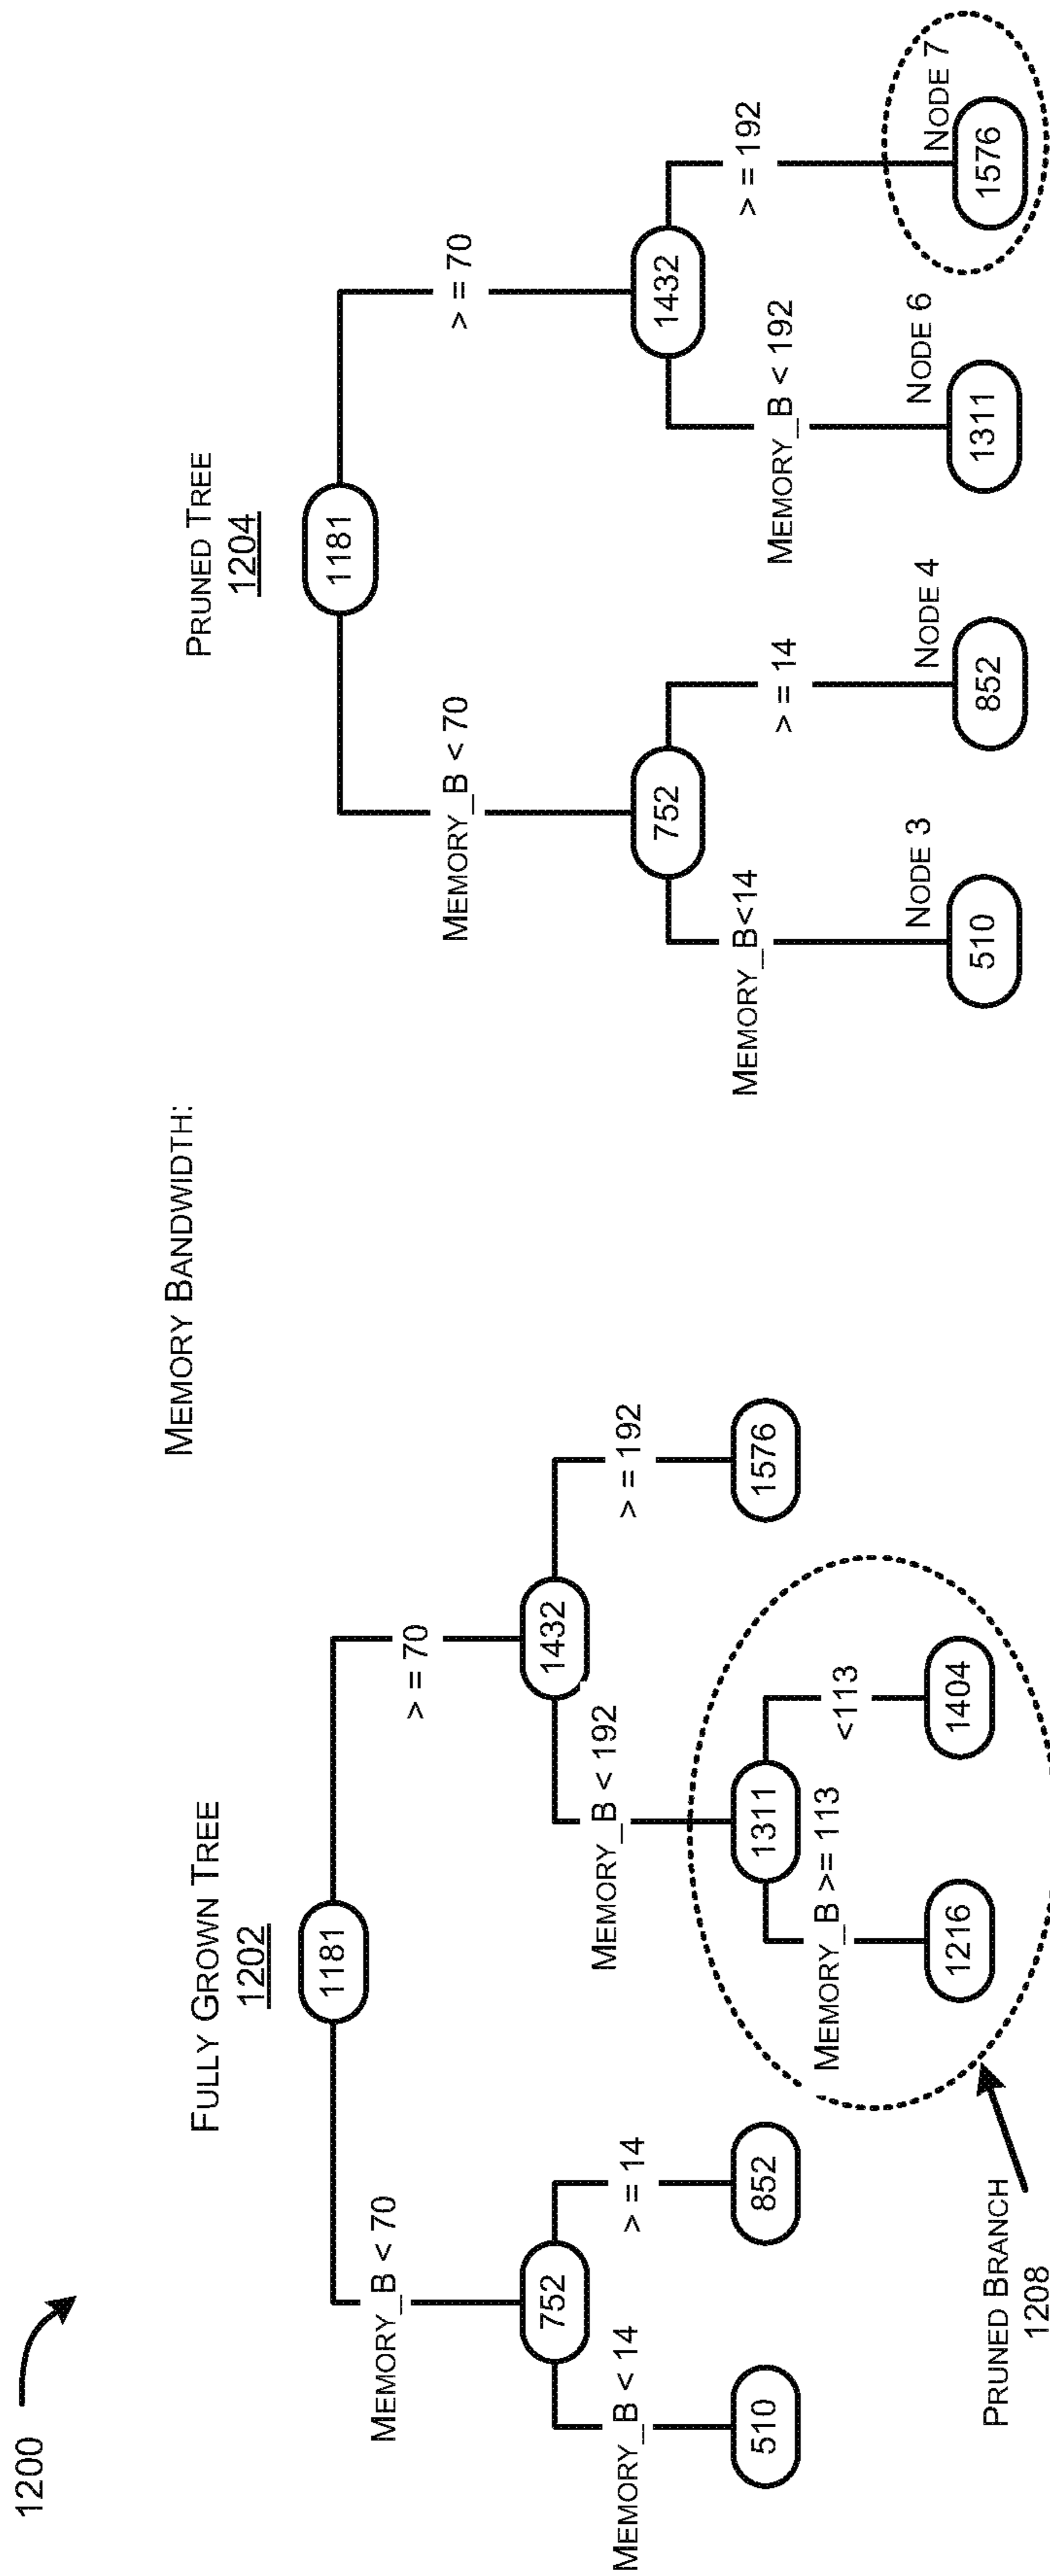 1200
MEMORY BANDWIDTH:
FULLY GROWN TREE
1202
1181
MEMORY_B < 70
> = 70
752
1432
MEMORY_B < 14
> = 14
MEMORY_B < 192
> = 192
510
852
1311
1576
MEMORY_B >= 113
<113
1216
1404
PRUNED BRANCH
1208
PRUNED TREE
1204
1181
MEMORY_B < 70
> = 70
752
1432
MEMORY_B<14
> = 14
MEMORY_B < 192
> = 192
NODE 3
NODE 4
NODE 6
NODE 7
510
852
1311
1576